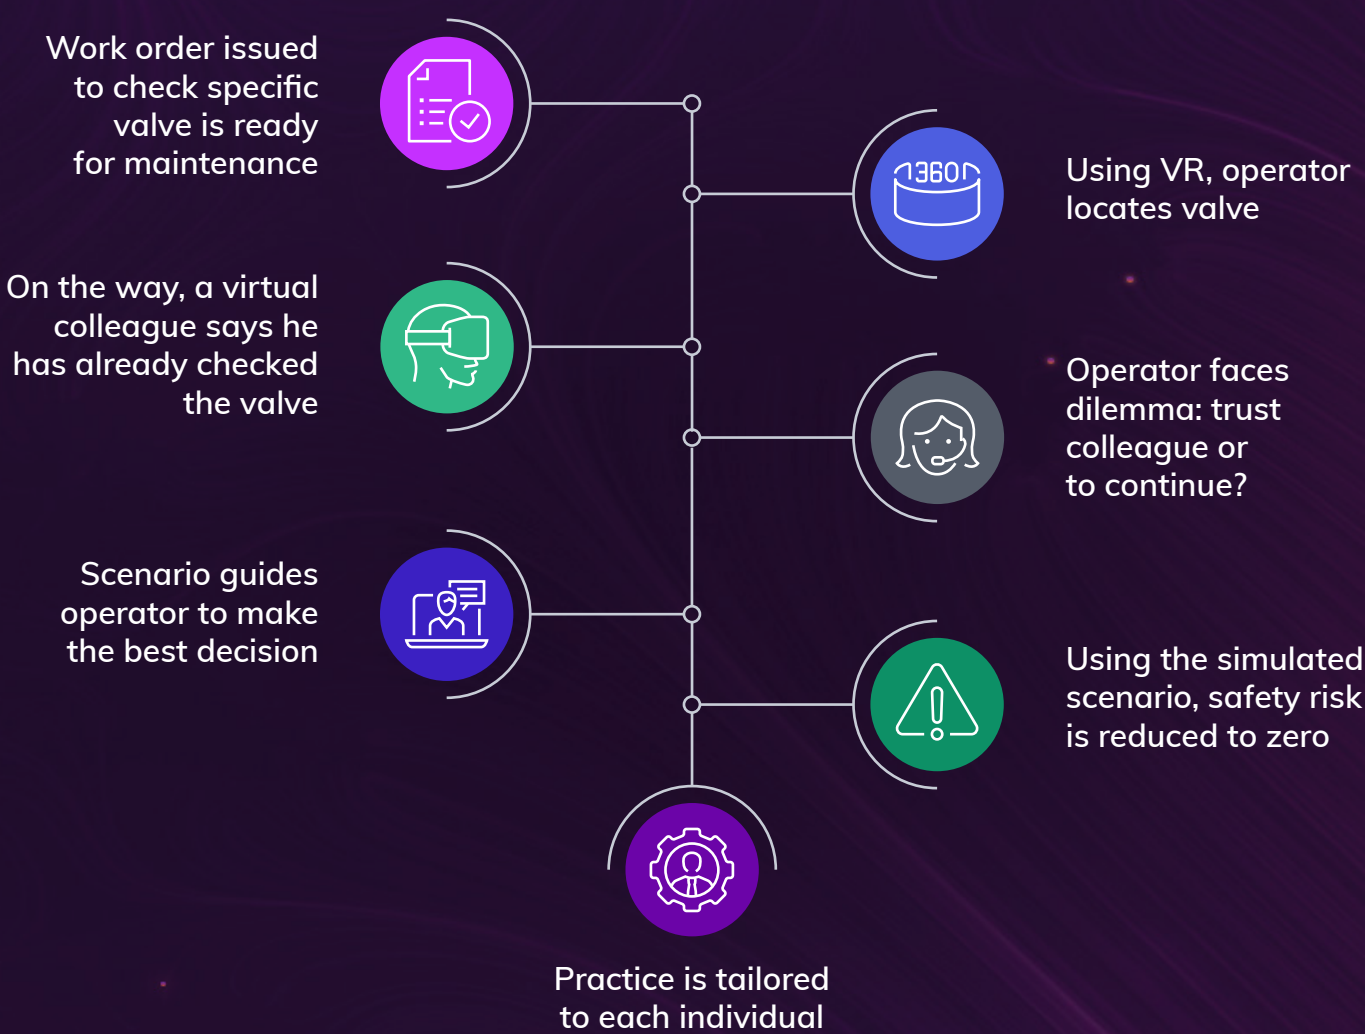 Work order issued
to check specific
valve is ready
for maintenance
360
Using VR, operator
locates valve
On the way, a virtual
colleague says he
has already checked
the valve
Operator faces
dilemma: trust
colleague or
to continue?
Scenario guides
operator to make
the best decision
Using the simulated
scenario, safety risk
is reduced to zero
Practice is tailored
to each individual